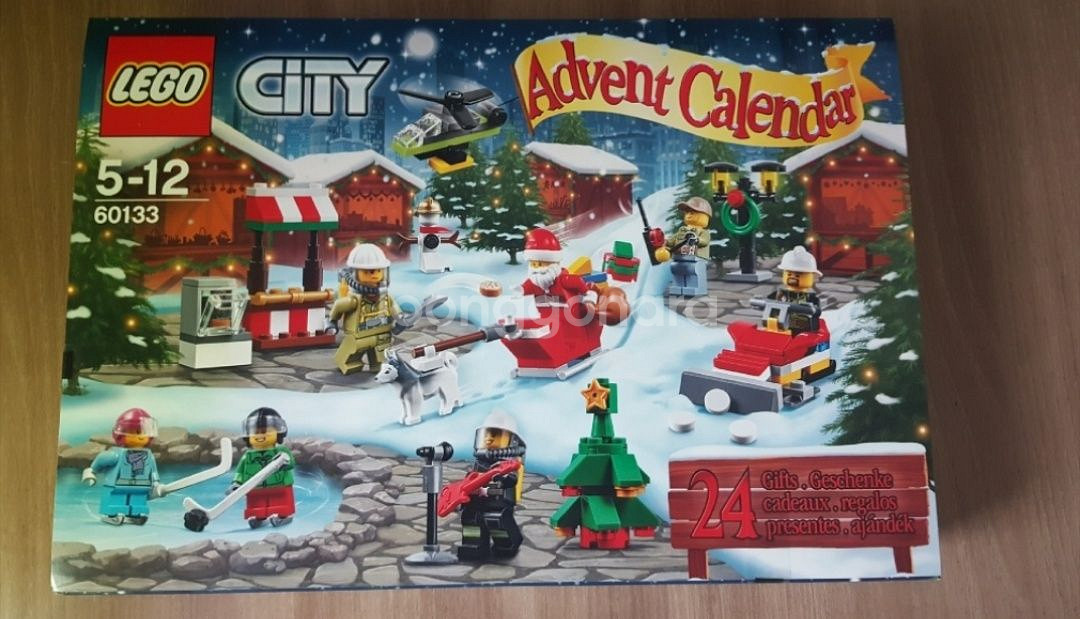 LEGO CITY
Advent Calendar
5-12
60133
24
Gifts . Geschenke
cadeaux . regalos
presentes . ajándék